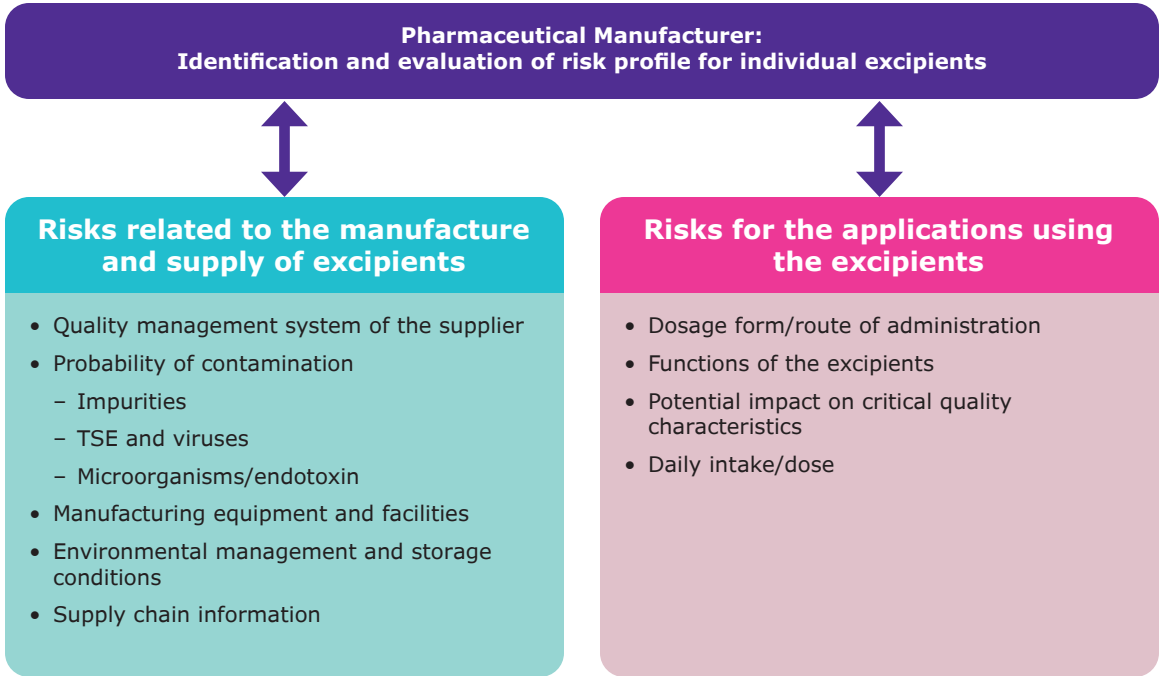 Pharmaceutical Manufacturer:
Identification and evaluation of risk profile for individual excipients
Risks related to the manufacture
and supply of excipients
• Quality management system of the supplier
• Probability of contamination
– Impurities
– TSE and viruses
– Microorganisms/endotoxin
• Manufacturing equipment and facilities
• Environmental management and storage
conditions
• Supply chain information
Risks for the applications using
the excipients
• Dosage form/route of administration
• Functions of the excipients
• Potential impact on critical quality
characteristics
• Daily intake/dose